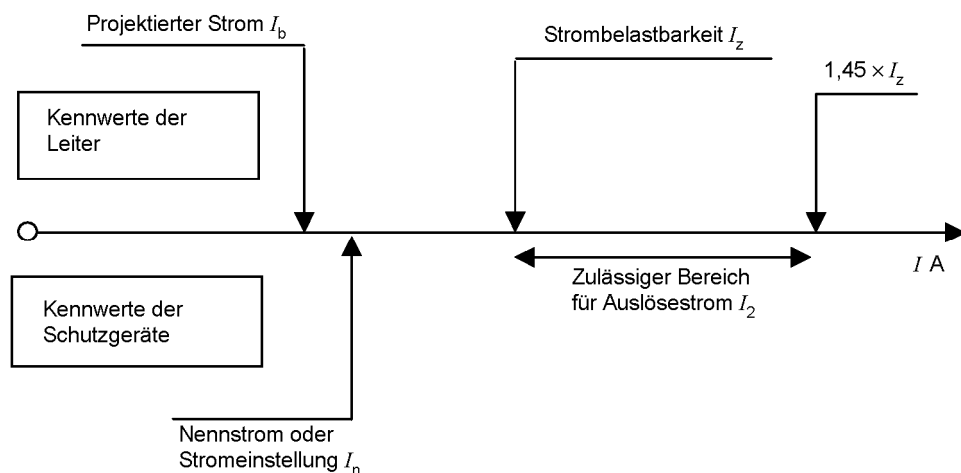 Projektierter Strom I_b
Strombelastbarkeit I_z
1,45 × I_z
Kennwerte der
Leiter
I A
Zulässiger Bereich
für Auslösestrom I_2
Kennwerte der
Schutzgeräte
Nennstrom oder
Stromeinstellung I_n